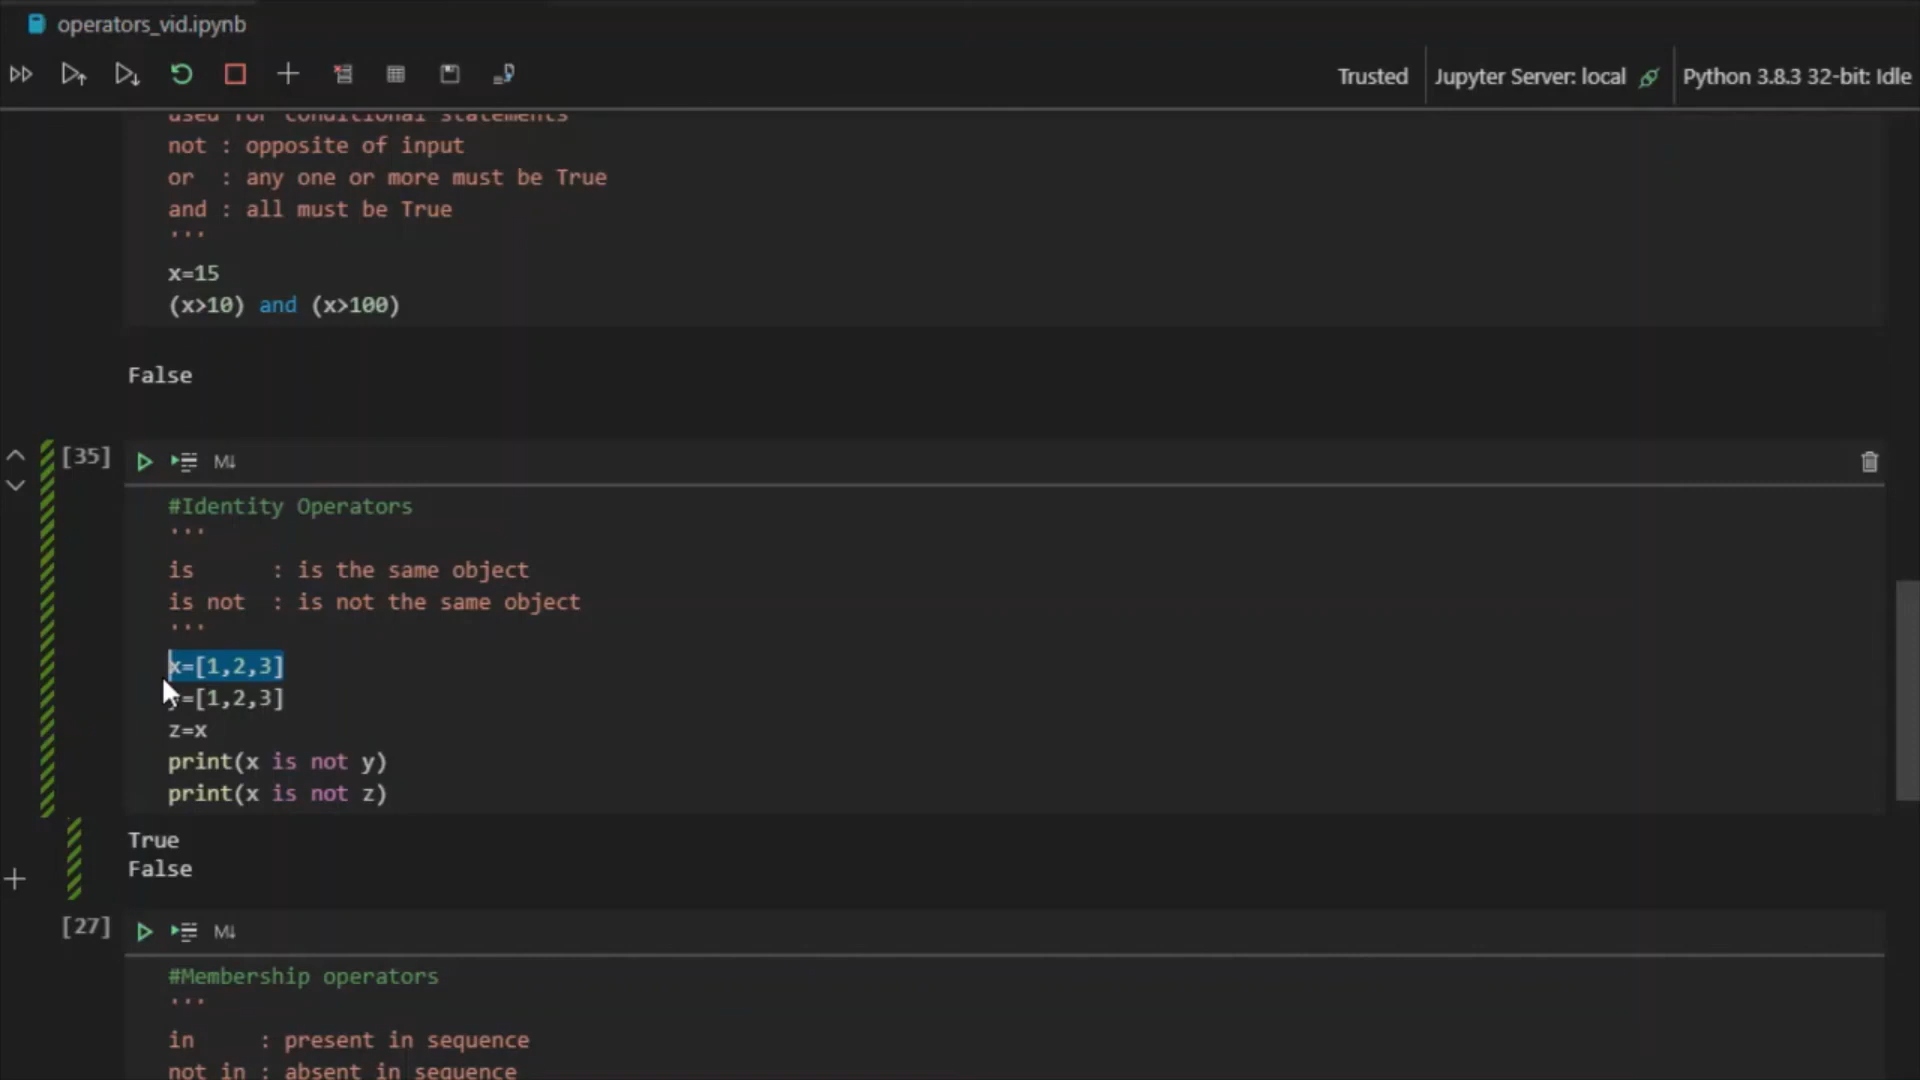 operators_vid.ipynb
Trusted
Jupyter Server: local
Python 3.8.3 32-bit: Idle
used for conditional statements
not : opposite of input
or  : any one or more must be True
and : all must be True
'''
x=15
(x>10) and (x>100)
False
[35]
M↓
#Identity Operators
'''
is      : is the same object
is not  : is not the same object
'''
x=[1,2,3]
y=[1,2,3]
z=x
print(x is not y)
print(x is not z)
True
False
[27]
M↓
#Membership operators
'''
in     : present in sequence
not in : absent in sequence